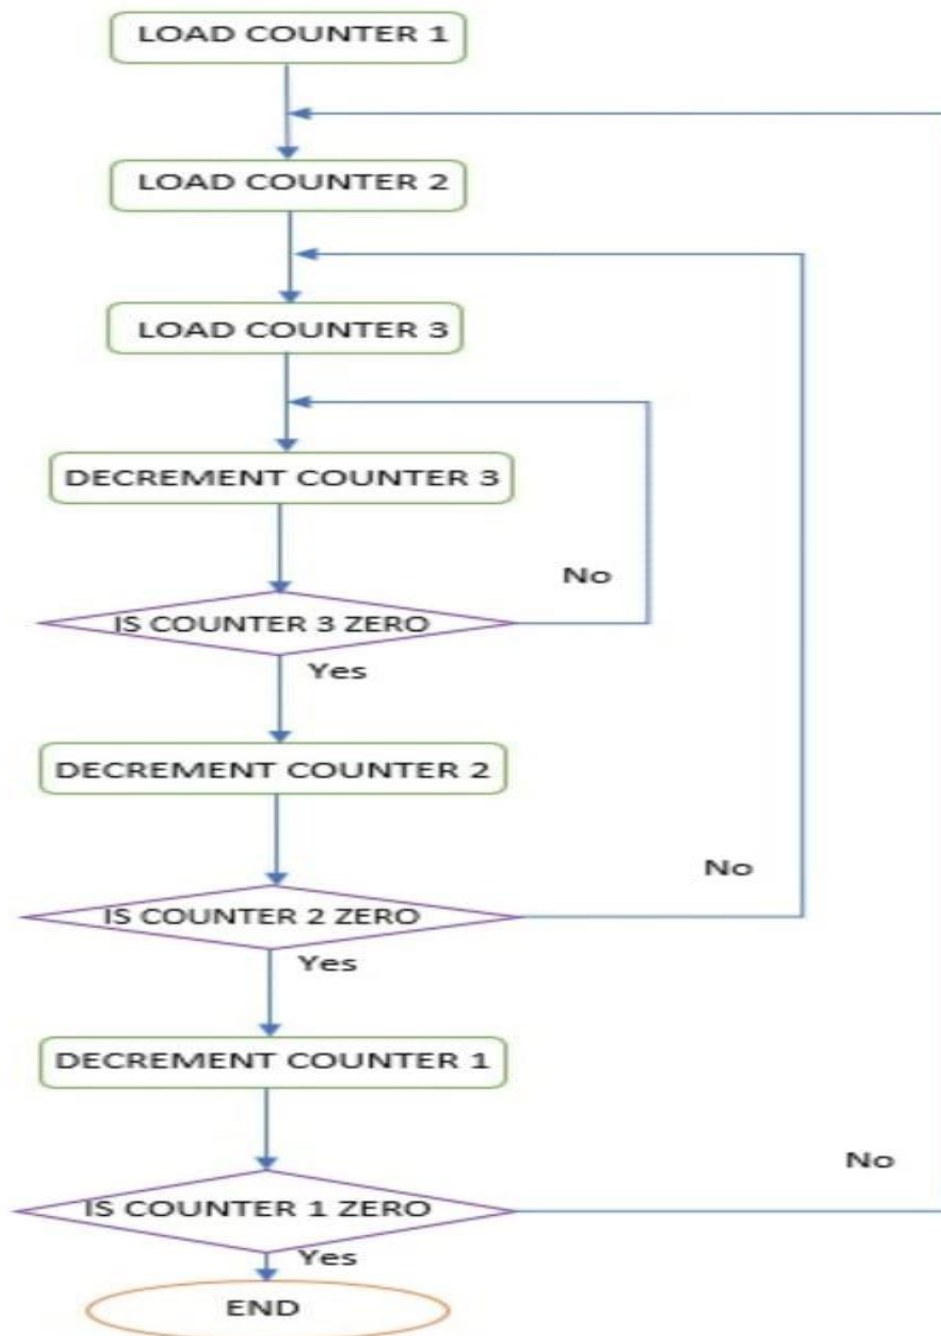 LOAD COUNTER 1
LOAD COUNTER 2
LOAD COUNTER 3
DECREMENT COUNTER 3
No
IS COUNTER 3 ZERO
Yes
DECREMENT COUNTER 2
No
IS COUNTER 2 ZERO
Yes
DECREMENT COUNTER 1
No
IS COUNTER 1 ZERO
Yes
END